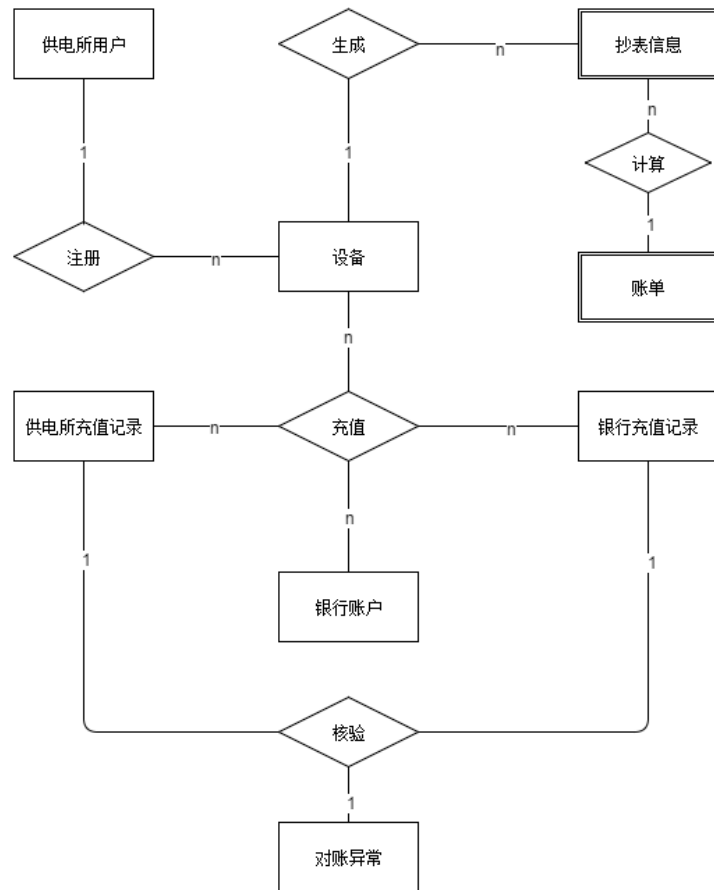 供电所用户
生成
n
抄表信息
1
1
n
计算
1
注册
n
设备
账单
n
供电所充值记录
n
充值
n
银行充值记录
n
1
1
银行账户
核验
1
对账异常